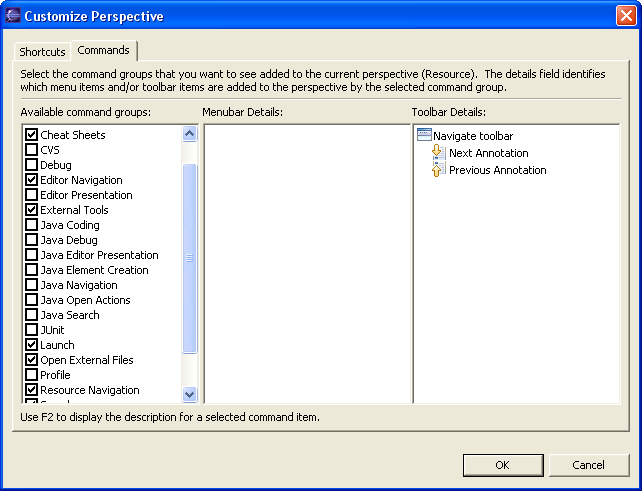 Customize Perspective
Shortcuts
Commands
Select the command groups that you want to see added to the current perspective (Resource).  The details field identifies
which menu items and/or toolbar items are added to the perspective by the selected command group.
Available command groups:
Menubar Details:
Toolbar Details:
Cheat Sheets
CVS
Debug
Editor Navigation
Editor Presentation
External Tools
Java Coding
Java Debug
Java Editor Presentation
Java Element Creation
Java Navigation
Java Open Actions
Java Search
JUnit
Launch
Open External Files
Profile
Resource Navigation
Navigate toolbar
Next Annotation
Previous Annotation
Use F2 to display the description for a selected command item.
OK
Cancel